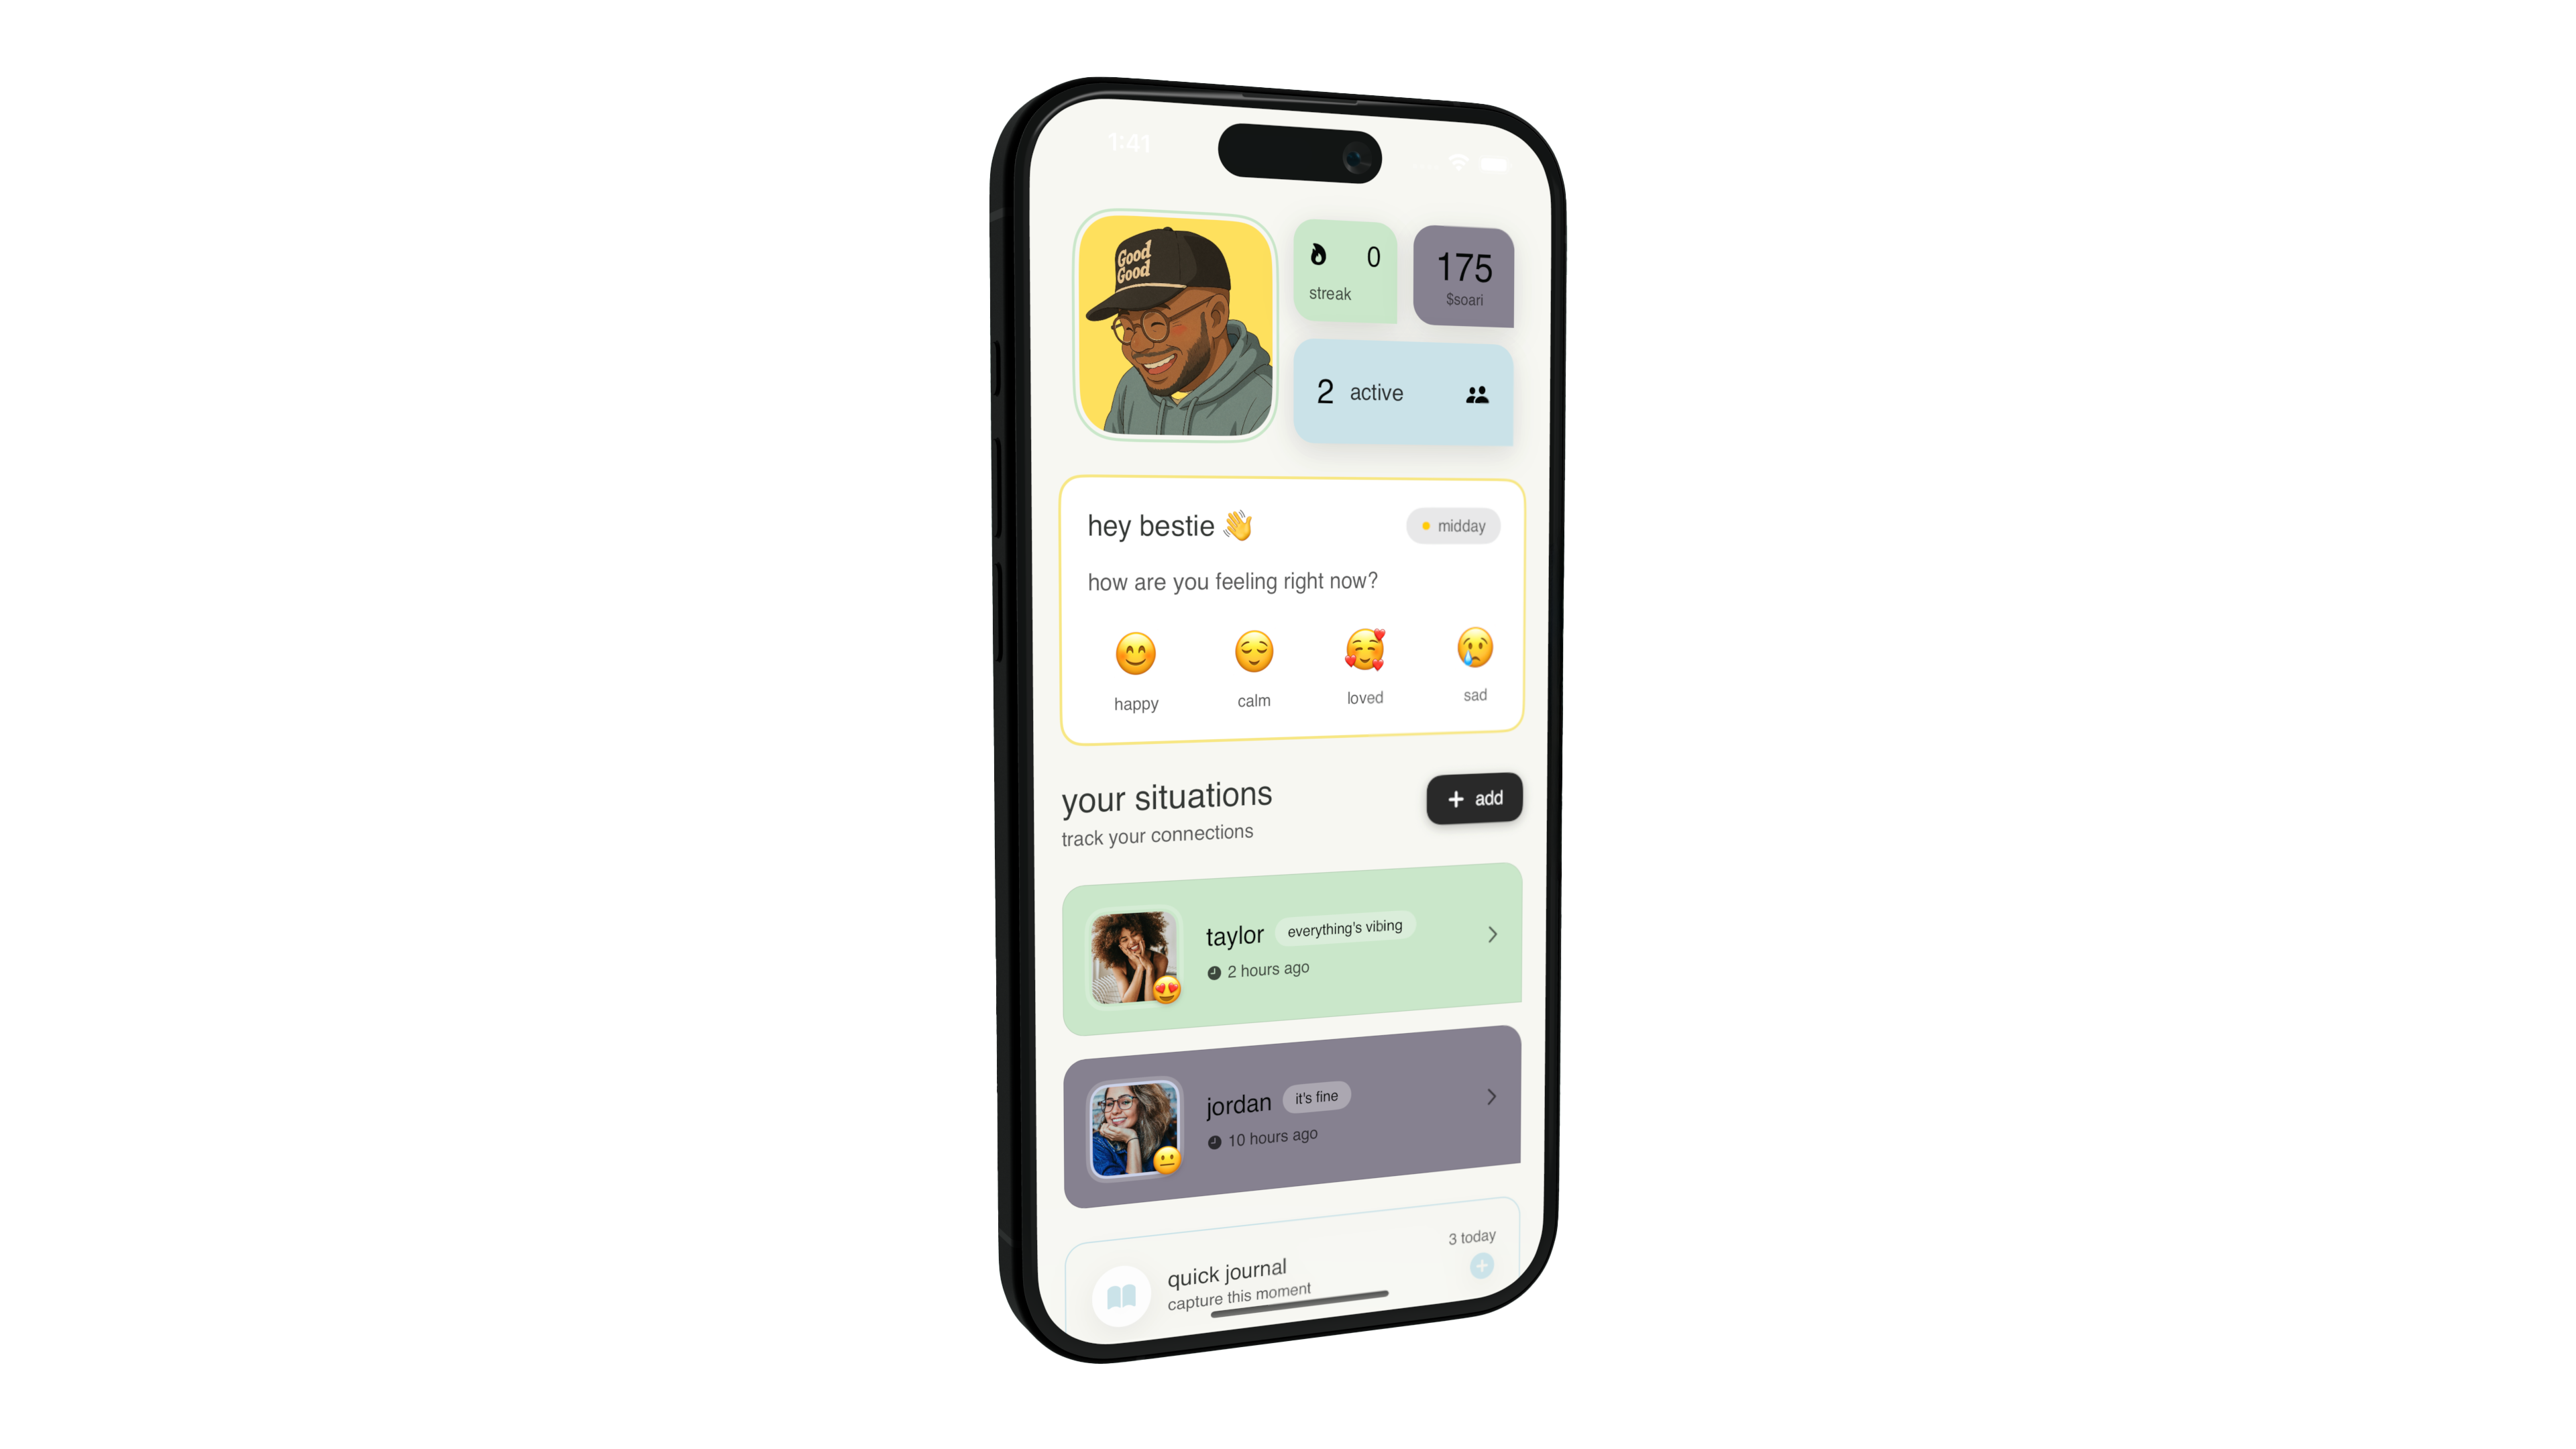 1:41
Good
Good
0
streak
175
$soari
2 active
hey bestie 👋
midday
how are you feeling right now?
happy
calm
loved
sad
your situations
track your connections
+ add
taylor
everything's vibing
2 hours ago
jordan
it's fine
10 hours ago
3 today
quick journal
capture this moment